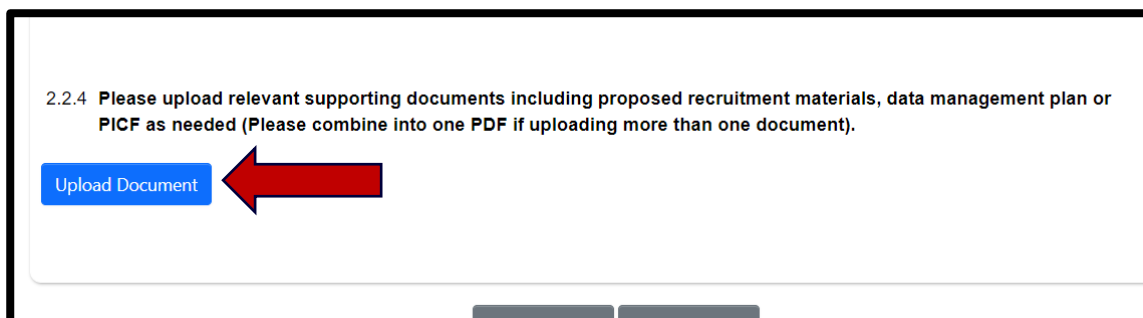 2.2.4 Please upload relevant supporting documents including proposed recruitment materials, data management plan or
PICF as needed (Please combine into one PDF if uploading more than one document).
Upload Document